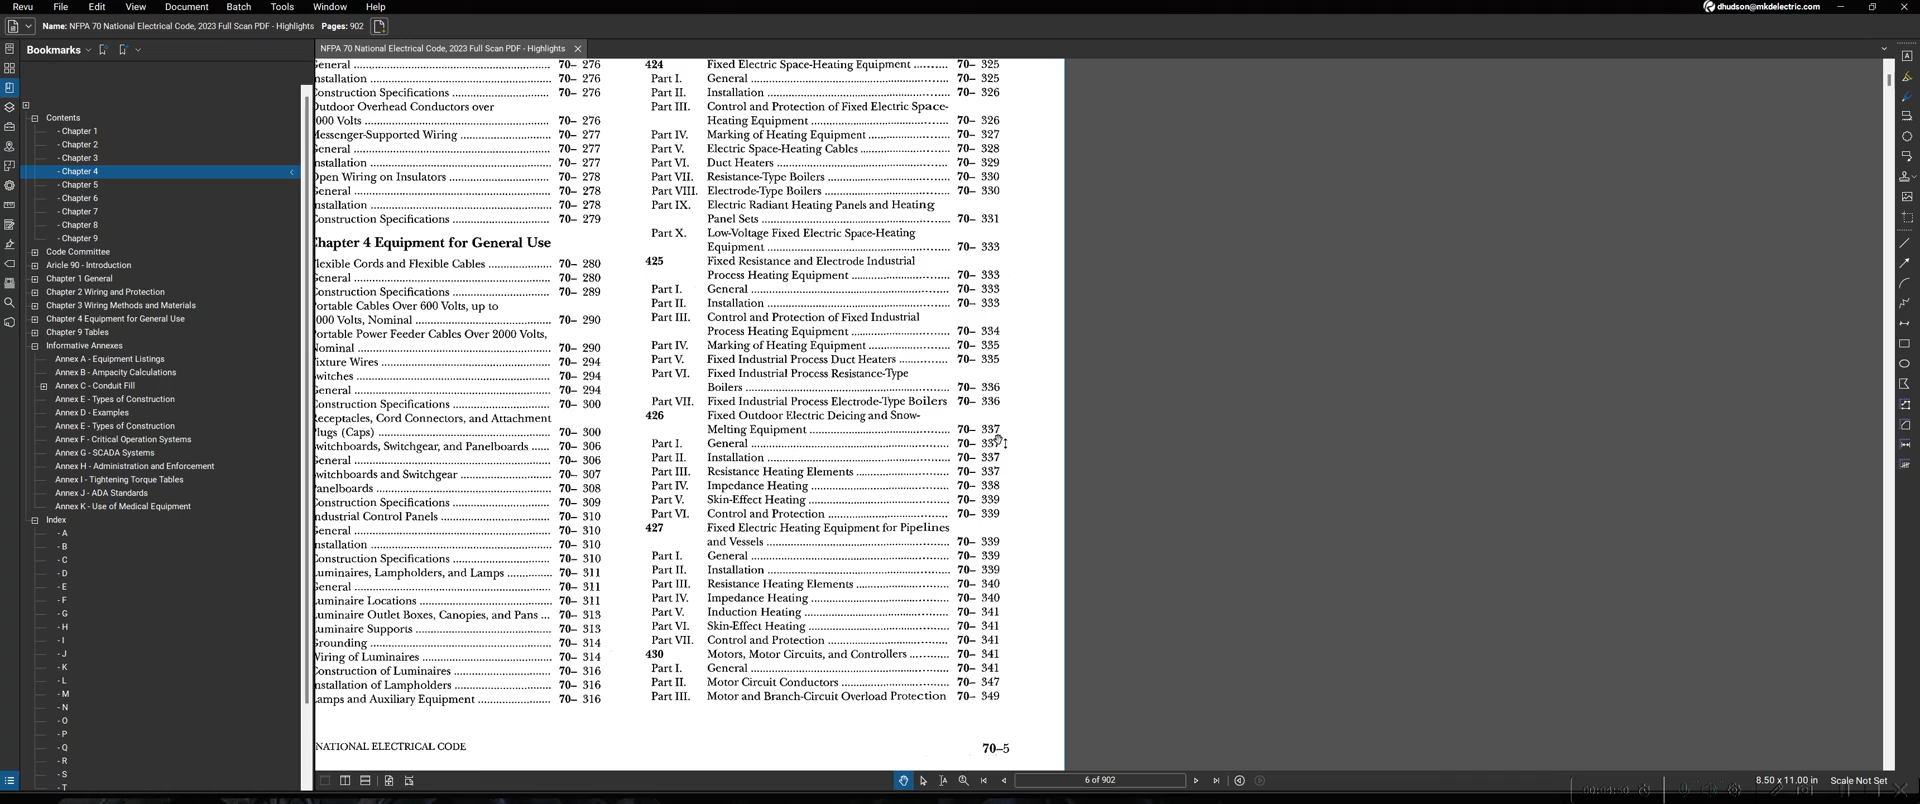 Revu File Edit View Document Batch Tools Window Help
dhudson@mkdelectric.com
Name: NFPA 70 National Electrical Code, 2023 Full Scan PDF - Highlights Pages: 902
Bookmarks
NFPA 70 National Electrical Code, 2023 Full Scan PDF - Highlights
Contents
- Chapter 1
- Chapter 2
- Chapter 3
- Chapter 4
- Chapter 5
- Chapter 6
- Chapter 7
- Chapter 8
- Chapter 9
Code Committee
Aricle 90 - Introduction
Chapter 1 General
Chapter 2 Wiring and Protection
Chapter 3 Wiring Methods and Materials
Chapter 4 Equipment for General Use
Chapter 9 Tables
Informative Annexes
Annex A - Equipment Listings
Annex B - Ampacity Calculations
Annex C - Conduit Fill
Annex E - Types of Construction
Annex D - Examples
Annex E - Types of Construction
Annex F - Critical Operation Systems
Annex G - SCADA Systems
Annex H - Administration and Enforcement
Annex I - Tightening Torque Tables
Annex J - ADA Standards
Annex K - Use of Medical Equipment
Index
- A
- B
- C
- D
- E
- F
- G
- H
- I
- J
- K
- L
- M
- N
- O
- P
- Q
- R
- S
- T
General 70– 276
nstallation 70– 276
Construction Specifications 70– 276
Outdoor Overhead Conductors over
000 Volts 70– 276
Messenger-Supported Wiring 70– 277
General 70– 277
nstallation 70– 277
Open Wiring on Insulators 70– 278
General 70– 278
nstallation 70– 278
Construction Specifications 70– 279
Chapter 4 Equipment for General Use
lexible Cords and Flexible Cables 70– 280
General 70– 280
Construction Specifications 70– 289
ortable Cables Over 600 Volts, up to
000 Volts, Nominal 70– 290
ortable Power Feeder Cables Over 2000 Volts,
Nominal 70– 290
ixture Wires 70– 294
witches 70– 294
General 70– 294
Construction Specifications 70– 300
Receptacles, Cord Connectors, and Attachment
lugs (Caps) 70– 300
witchboards, Switchgear, and Panelboards 70– 306
General 70– 306
witchboards and Switchgear 70– 307
anelboards 70– 308
Construction Specifications 70– 309
ndustrial Control Panels 70– 310
General 70– 310
nstallation 70– 310
Construction Specifications 70– 310
uminaires, Lampholders, and Lamps 70– 311
General 70– 311
uminaire Locations 70– 311
uminaire Outlet Boxes, Canopies, and Pans 70– 313
uminaire Supports 70– 313
Grounding 70– 314
Wiring of Luminaires 70– 314
Construction of Luminaires 70– 316
nstallation of Lampholders 70– 316
amps and Auxiliary Equipment 70– 316
424 Fixed Electric Space-Heating Equipment 70– 325
Part I. General 70– 325
Part II. Installation 70– 326
Part III. Control and Protection of Fixed Electric Space-
Heating Equipment 70– 326
Part IV. Marking of Heating Equipment 70– 327
Part V. Electric Space-Heating Cables 70– 328
Part VI. Duct Heaters 70– 329
Part VII. Resistance-Type Boilers 70– 330
Part VIII. Electrode-Type Boilers 70– 330
Part IX. Electric Radiant Heating Panels and Heating
Panel Sets 70– 331
Part X. Low-Voltage Fixed Electric Space-Heating
Equipment 70– 333
425 Fixed Resistance and Electrode Industrial
Process Heating Equipment 70– 333
Part I. General 70– 333
Part II. Installation 70– 333
Part III. Control and Protection of Fixed Industrial
Process Heating Equipment 70– 334
Part IV. Marking of Heating Equipment 70– 335
Part V. Fixed Industrial Process Duct Heaters 70– 335
Part VI. Fixed Industrial Process Resistance-Type
Boilers 70– 336
Part VII. Fixed Industrial Process Electrode-Type Boilers 70– 336
426 Fixed Outdoor Electric Deicing and Snow-
Melting Equipment 70– 337
Part I. General 70–
Part II. Installation 70– 337
Part III. Resistance Heating Elements 70– 337
Part IV. Impedance Heating 70– 338
Part V. Skin-Effect Heating 70– 339
Part VI. Control and Protection 70– 339
427 Fixed Electric Heating Equipment for Pipelines
and Vessels 70– 339
Part I. General 70– 339
Part II. Installation 70– 339
Part III. Resistance Heating Elements 70– 340
Part IV. Impedance Heating 70– 340
Part V. Induction Heating 70– 341
Part VI. Skin-Effect Heating 70– 341
Part VII. Control and Protection 70– 341
430 Motors, Motor Circuits, and Controllers 70– 341
Part I. General 70– 341
Part II. Motor Circuit Conductors 70– 347
Part III. Motor and Branch-Circuit Overload Protection 70– 349
NATIONAL ELECTRICAL CODE 70–5
6 of 902
8.50 x 11.00 in Scale Not Set